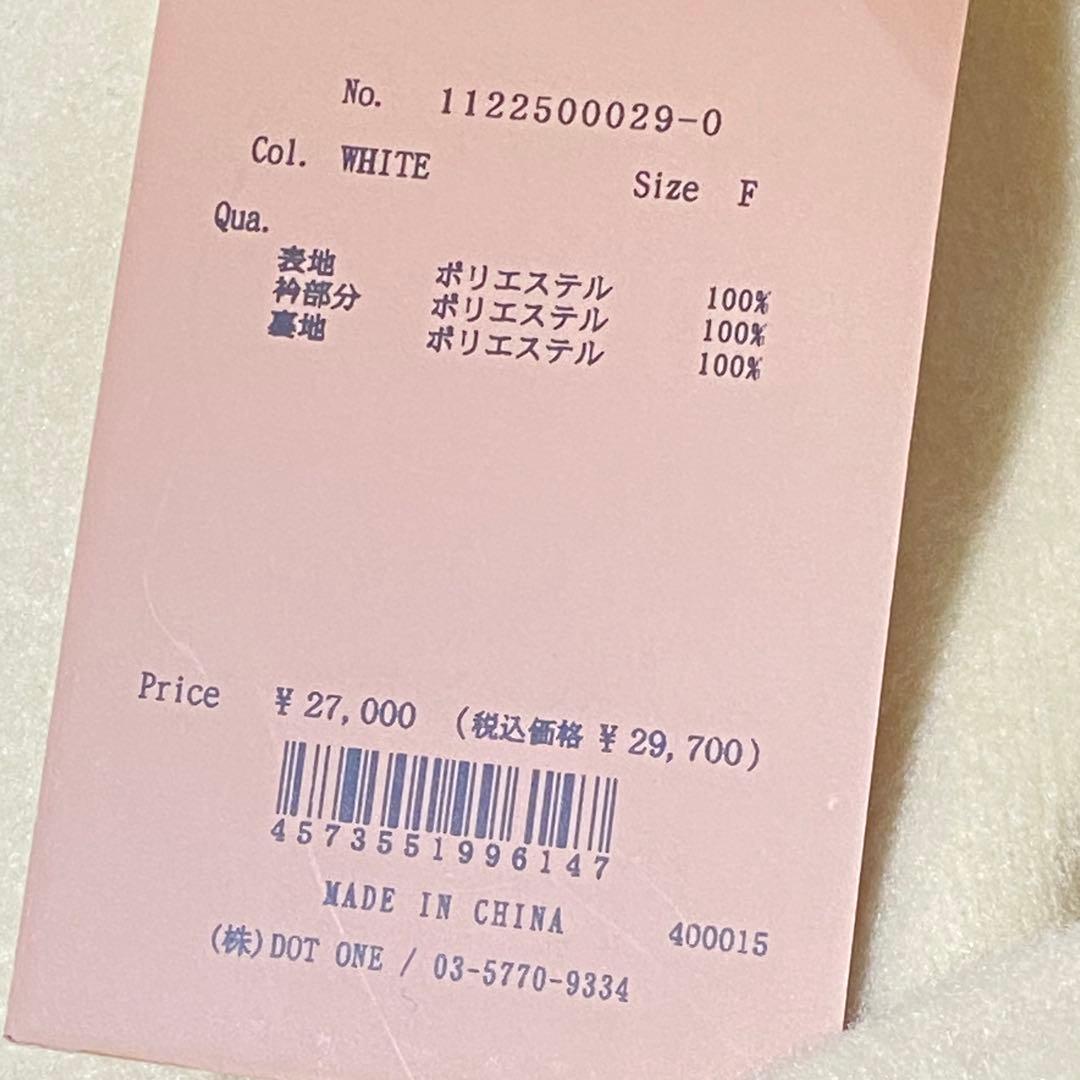 No. 1122500029-0
Col. WHITE Size F
Qua.
表地 ポリエステル 100%
衿部分 ポリエステル 100%
裏地 ポリエステル 100%
Price ¥27,000 (税込価格 ¥29,700)
4573551996147
MADE IN CHINA 400015
(株)DOT ONE / 03-5770-9334